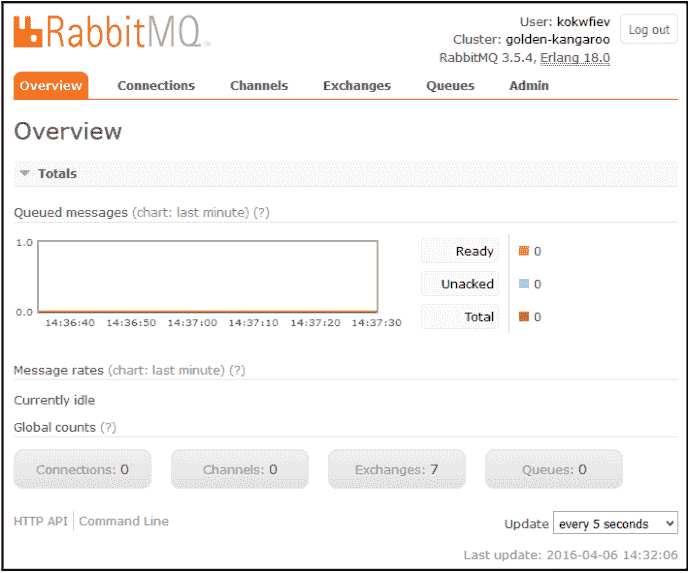 RabbitMQ™
User: kokwfiev
Cluster: golden-kangaroo
RabbitMQ 3.5.4, Erlang 18.0
Log out
Overview Connections Channels Exchanges Queues Admin
Overview
Totals
Queued messages (chart: last minute) (?)
1.0
0.0
14:36:40 14:36:50 14:37:00 14:37:10 14:37:20 14:37:30
Ready 0
Unacked 0
Total 0
Message rates (chart: last minute) (?)
Currently idle
Global counts (?)
Connections: 0 Channels: 0 Exchanges: 7 Queues: 0
HTTP API Command Line
Update every 5 seconds
Last update: 2016-04-06 14:32:06